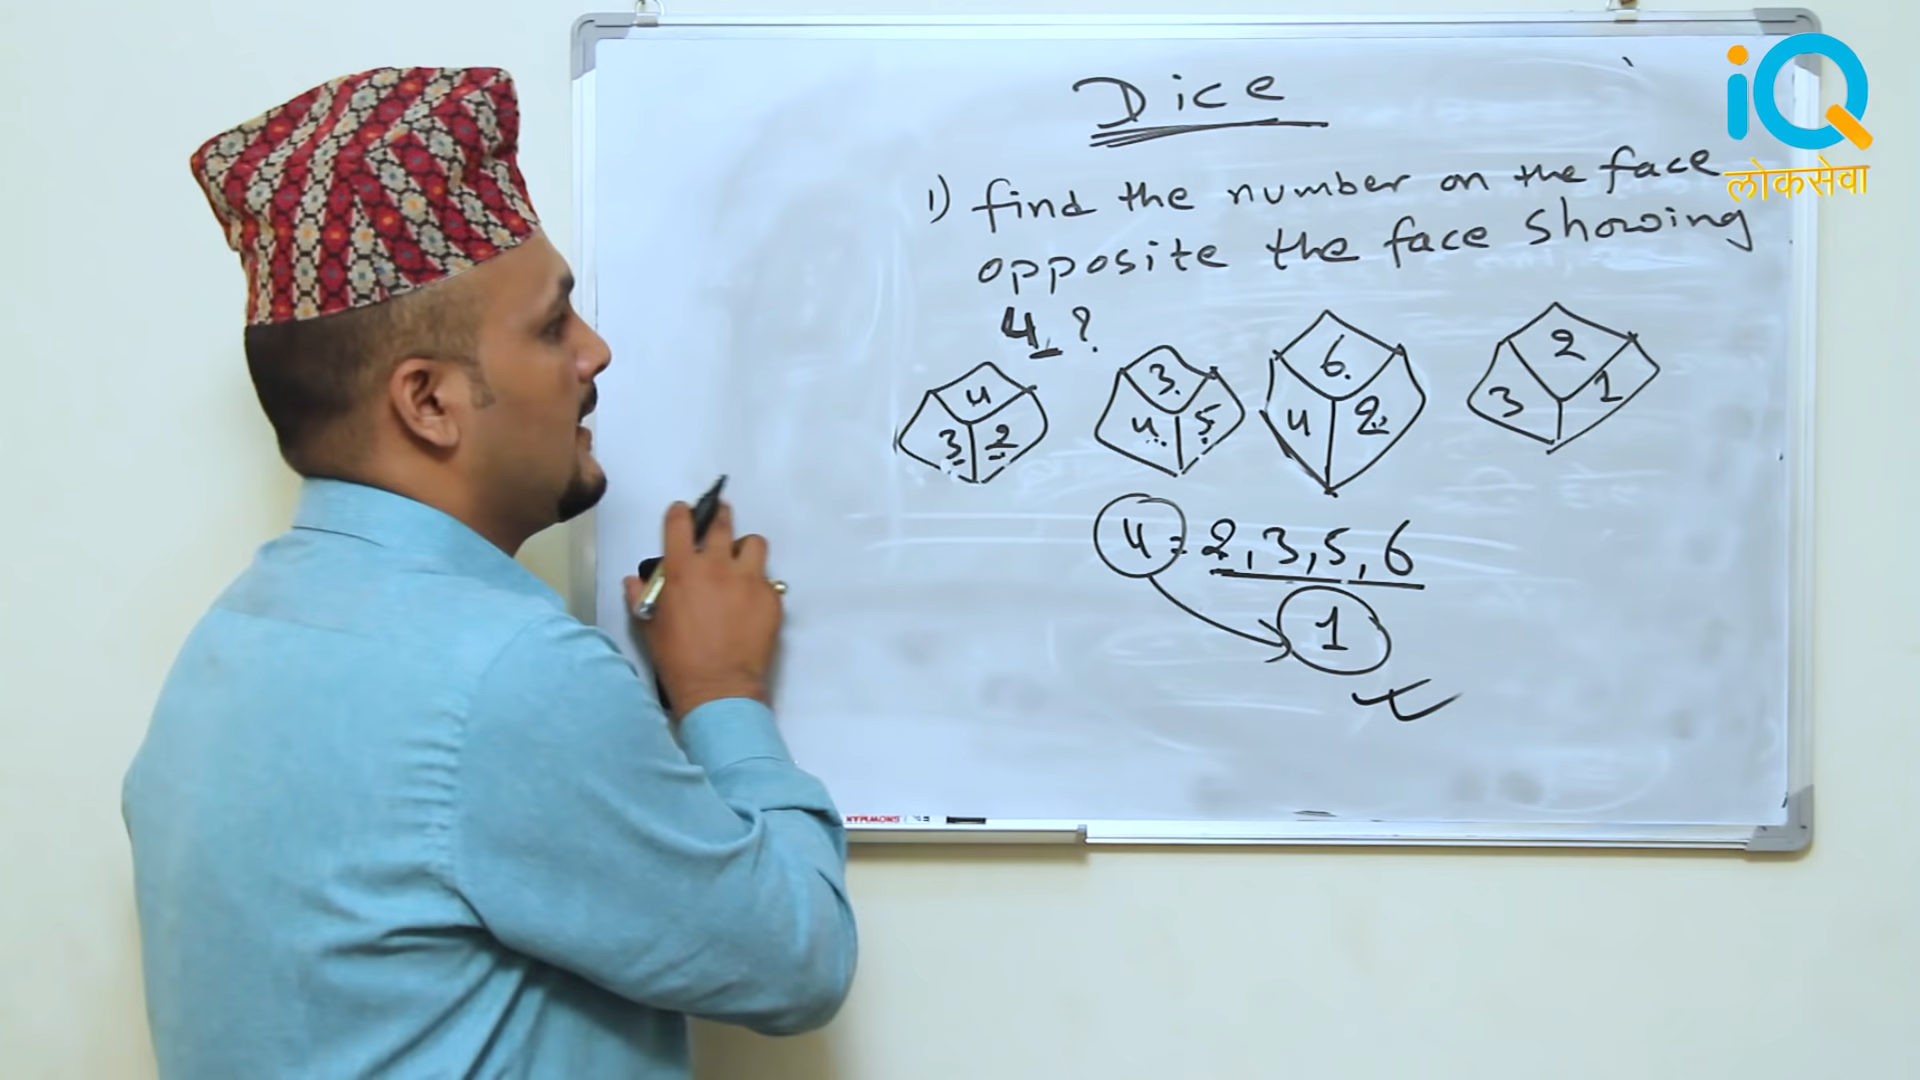 Dice
iQ
लोकसेवा
1) find the number on the face
opposite the face showing
4 ?
4 3 2
3 4 5
6 4 2
2 3 1
4 = 2, 3, 5, 6
1
SNOWMAN